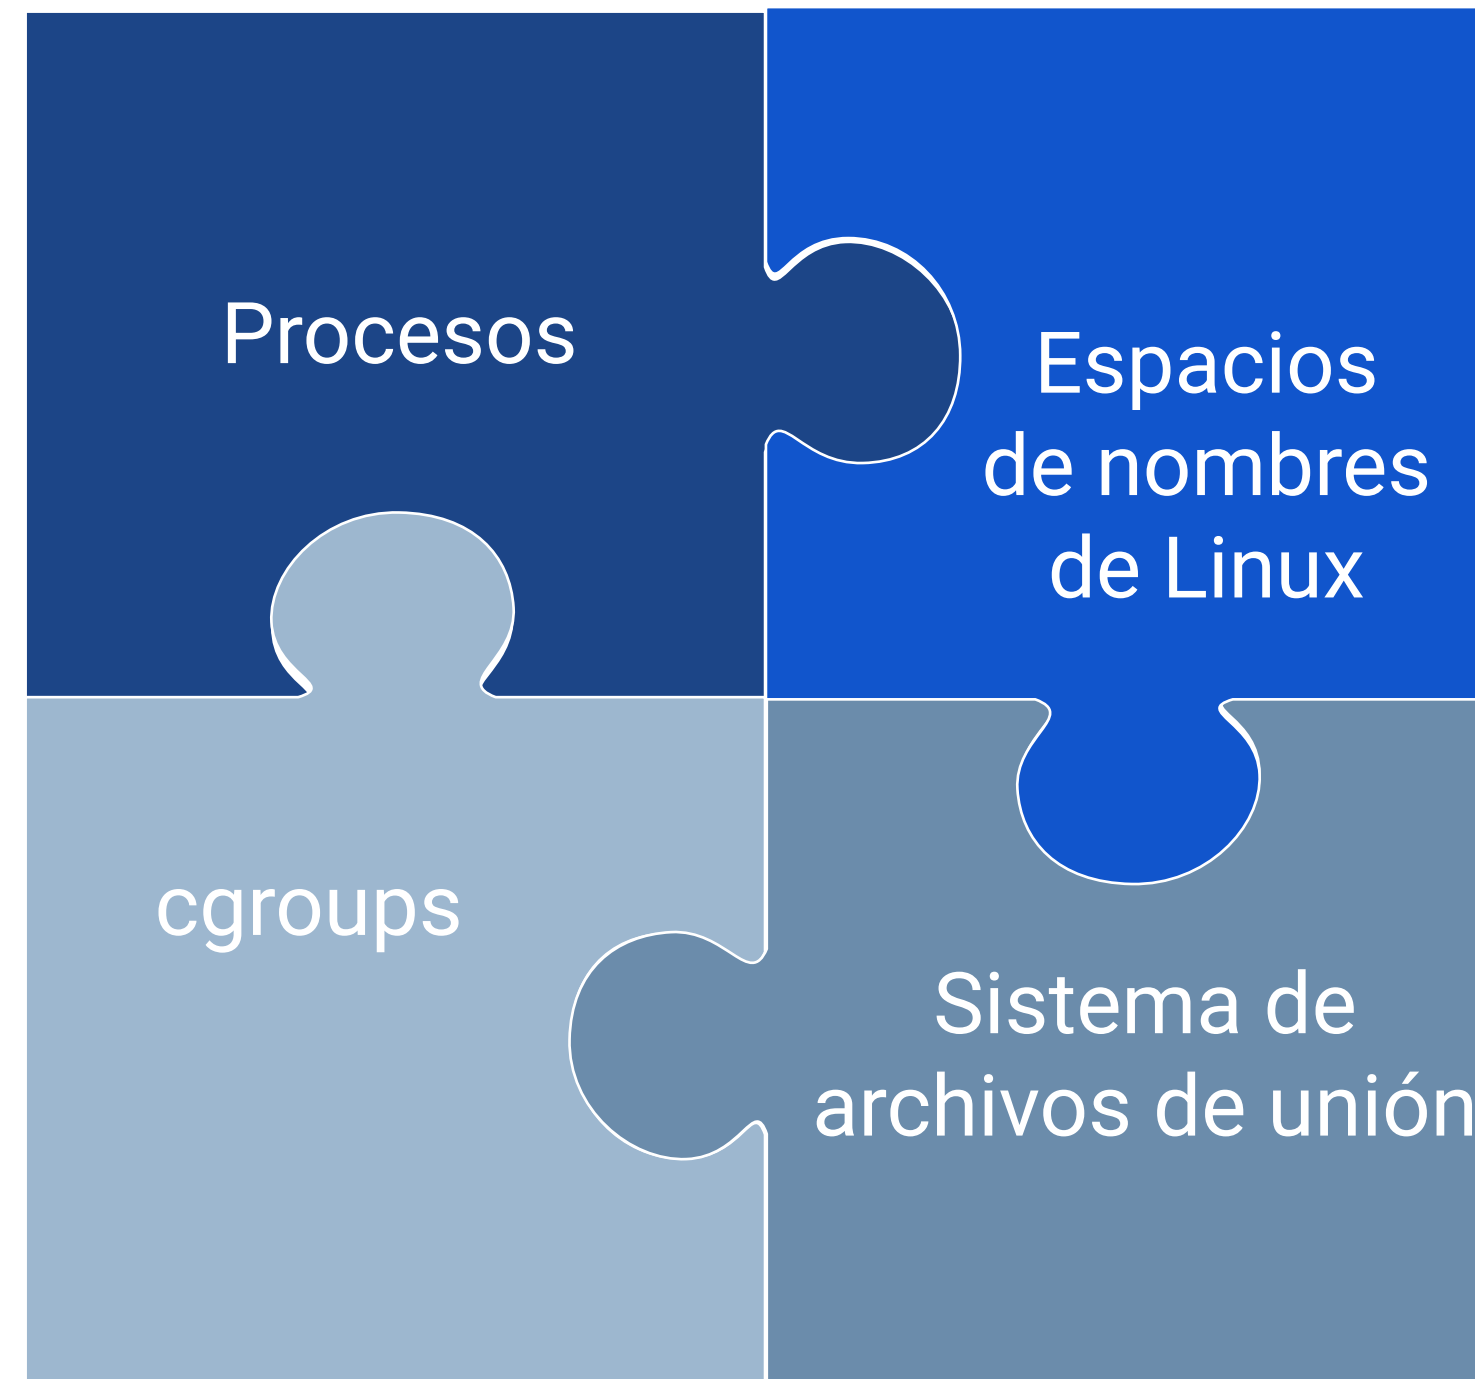 Procesos
Espacios
de nombres
de Linux
cgroups
Sistema de
archivos de unión